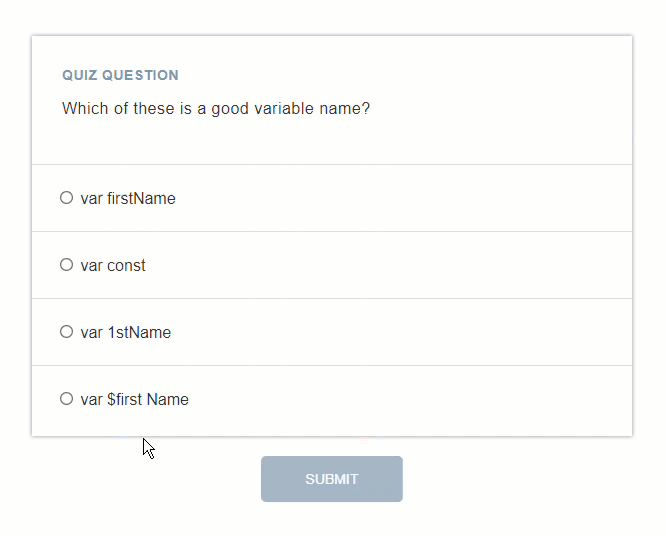 QUIZ QUESTION
Which of these is a good variable name?
var firstName
var const
var 1stName
var $first Name
SUBMIT